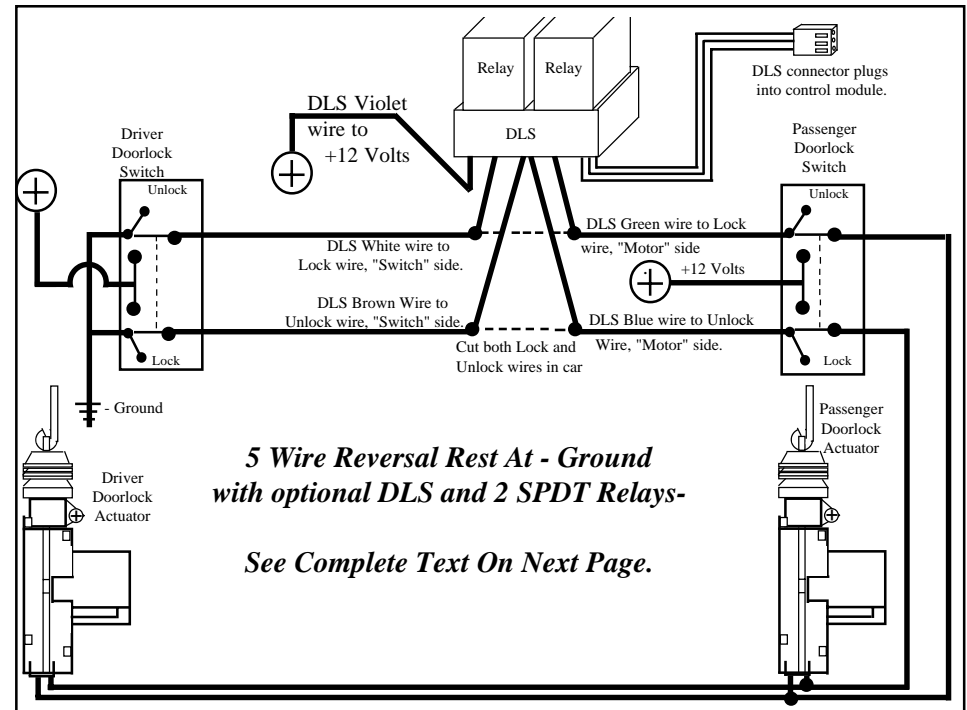 Relay
Relay
DLS
DLS connector plugs
into control module.
DLS Violet
wire to
+12 Volts
Driver
Doorlock
Switch
Unlock
Passenger
Doorlock
Switch
Unlock
DLS White wire to
Lock wire, "Switch" side.
DLS Green wire to Lock
wire, "Motor" side
+12 Volts
DLS Brown Wire to
Unlock wire, "Switch" side.
DLS Blue wire to Unlock
Wire, "Motor" side.
Cut both Lock and
Unlock wires in car
Lock
Lock
- Ground
Driver
Doorlock
Actuator
Passenger
Doorlock
Actuator
5 Wire Reversal Rest At - Ground
with optional DLS and 2 SPDT Relays-
See Complete Text On Next Page.